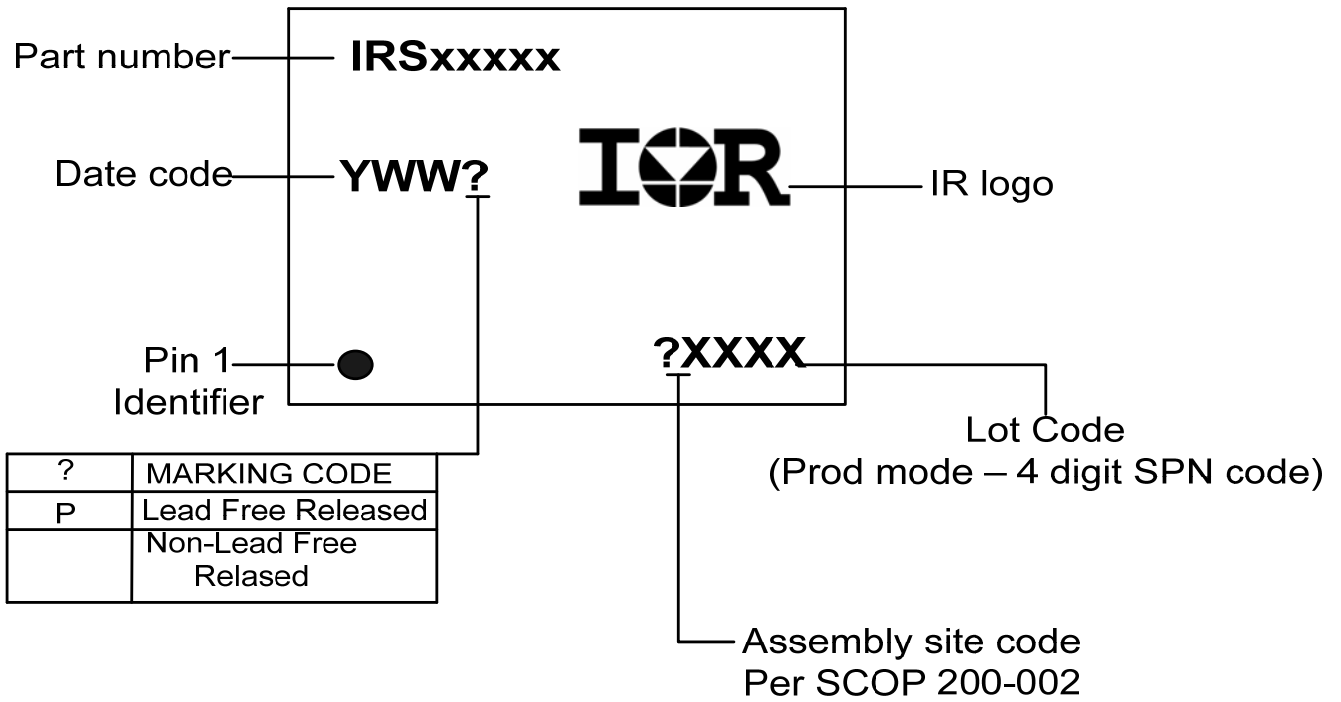 Part number
IRSxxxxx
Date code
YWW?
IOR
IR logo
Pin 1
Identifier
?XXXX
Lot Code
(Prod mode – 4 digit SPN code)
? MARKING CODE
P Lead Free Released
Non-Lead Free
Relased
Assembly site code
Per SCOP 200-002